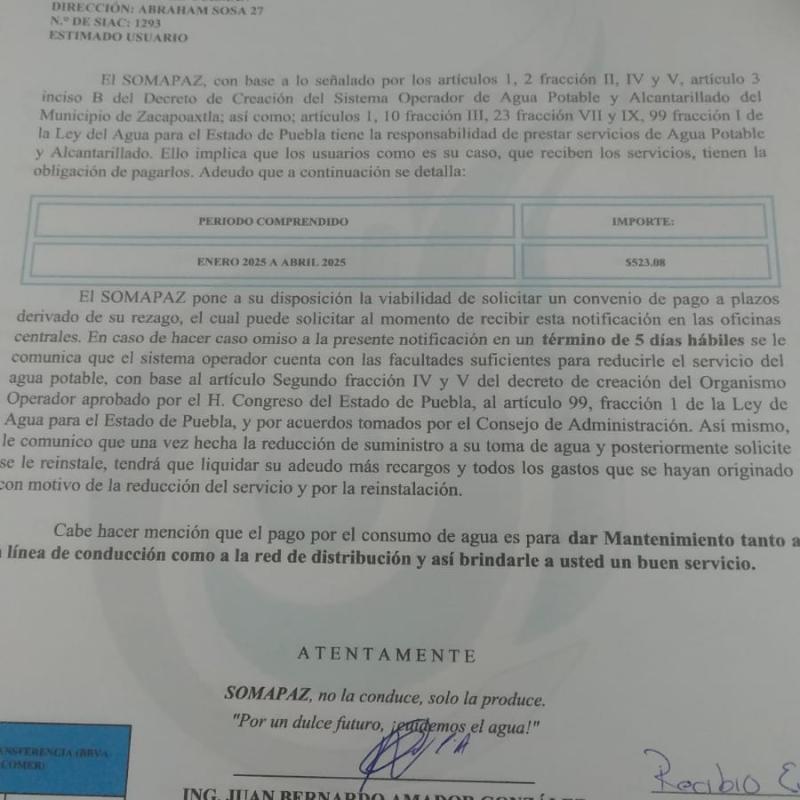 DIRECCIÓN: ABRAHAM SOSA 27
N.º DE SIAC: 1293
ESTIMADO USUARIO
El SOMAPAZ, con base a lo señalado por los artículos 1, 2 fracción II, IV y V, artículo 3
inciso B del Decreto de Creación del Sistema Operador de Agua Potable y Alcantarillado del
Municipio de Zacapoaxtla; así como; artículos 1, 10 fracción III, 23 fracción VII y IX, 99 fracción 1 de
la Ley del Agua para el Estado de Puebla tiene la responsabilidad de prestar servicios de Agua Potable
y Alcantarillado. Ello implica que los usuarios como es su caso, que reciben los servicios, tienen la
obligación de pagarlos. Adeudo que a continuación se detalla:
PERIODO COMPRENDIDO IMPORTE:
ENERO 2025 A ABRIL 2025 $523.08
El SOMAPAZ pone a su disposición la viabilidad de solicitar un convenio de pago a plazos
derivado de su rezago, el cual puede solicitar al momento de recibir esta notificación en las oficinas
centrales. En caso de hacer caso omiso a la presente notificación en un término de 5 días hábiles se le
comunica que el sistema operador cuenta con las facultades suficientes para reducirle el servicio del
agua potable, con base al artículo Segundo fracción IV y V del decreto de creación del Organismo
Operador aprobado por el H. Congreso del Estado de Puebla, al artículo 99, fracción 1 de la Ley de
Agua para el Estado de Puebla, y por acuerdos tomados por el Consejo de Administración. Así mismo,
le comunico que una vez hecha la reducción de suministro a su toma de agua y posteriormente solicite
se le reinstale, tendrá que liquidar su adeudo más recargos y todos los gastos que se hayan originado
con motivo de la reducción del servicio y por la reinstalación.
Cabe hacer mención que el pago por el consumo de agua es para dar Mantenimiento tanto a
línea de conducción como a la red de distribución y así brindarle a usted un buen servicio.
ATENTAMENTE
SOMAPAZ, no la conduce, solo la produce.
"Por un dulce futuro, ¡cuidemos el agua!"
(BBVA
ING. JUAN BERNARDO AMADOR
Recibio